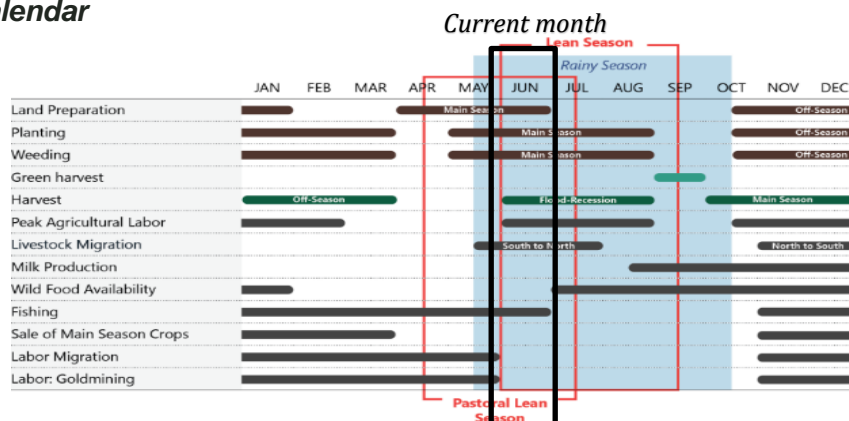 alendar
Current month
Lean Season
Rainy Season
JAN FEB MAR APR MAY JUN JUL AUG SEP OCT NOV DEC
Land Preparation Main Season Off-Season
Planting Main Season Off-Season
Weeding Main Season Off-Season
Green harvest
Harvest Off-Season Flood-Recession Main Season
Peak Agricultural Labor
Livestock Migration South to North North to South
Milk Production
Wild Food Availability
Fishing
Sale of Main Season Crops
Labor Migration
Labor: Goldmining
Pastoral Lean
Season